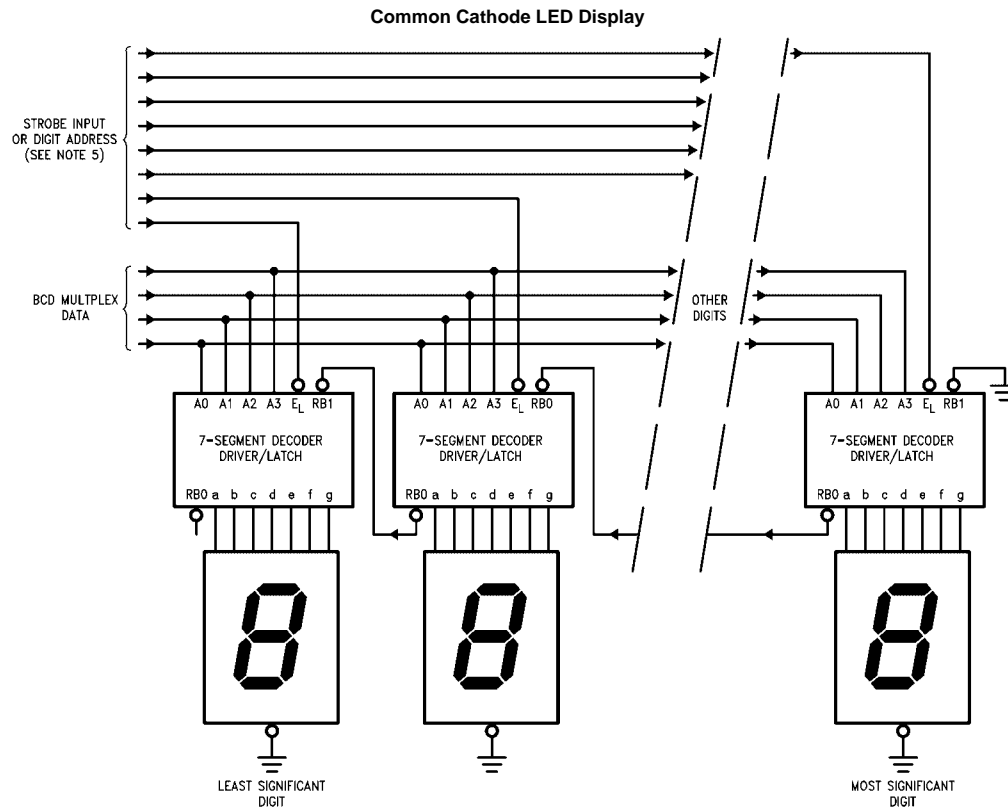 Common Cathode LED Display
STROBE INPUT
OR DIGIT ADDRESS
(SEE NOTE 5)
BCD MULTPLEX
DATA
OTHER
DIGITS
A0 A1 A2 A3 EL RB1
7-SEGMENT DECODER
DRIVER/LATCH
RB0 a b c d e f g
A0 A1 A2 A3 EL RB0
7-SEGMENT DECODER
DRIVER/LATCH
RB0 a b c d e f g
A0 A1 A2 A3 EL RB1
7-SEGMENT DECODER
DRIVER/LATCH
RB0 a b c d e f g
8
8
8
LEAST SIGNIFICANT
DIGIT
MOST SIGNIFICANT
DIGIT